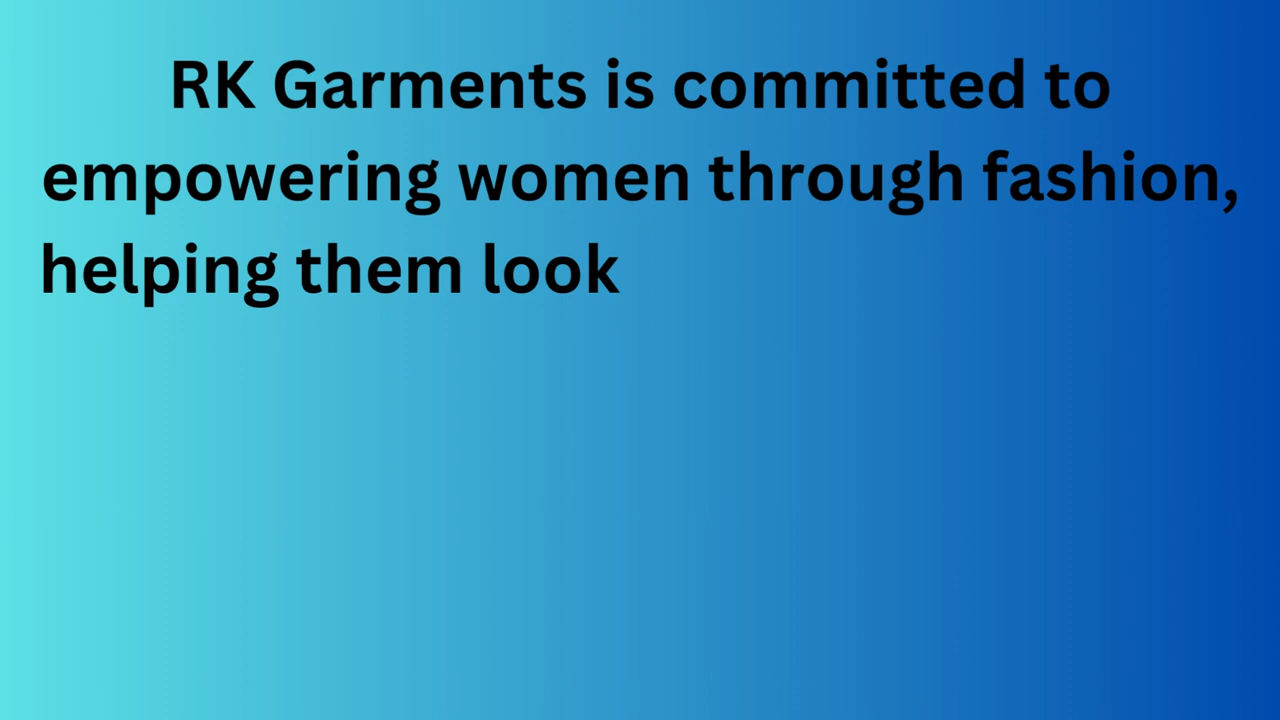 RK Garments is committed to
empowering women through fashion,
helping them look